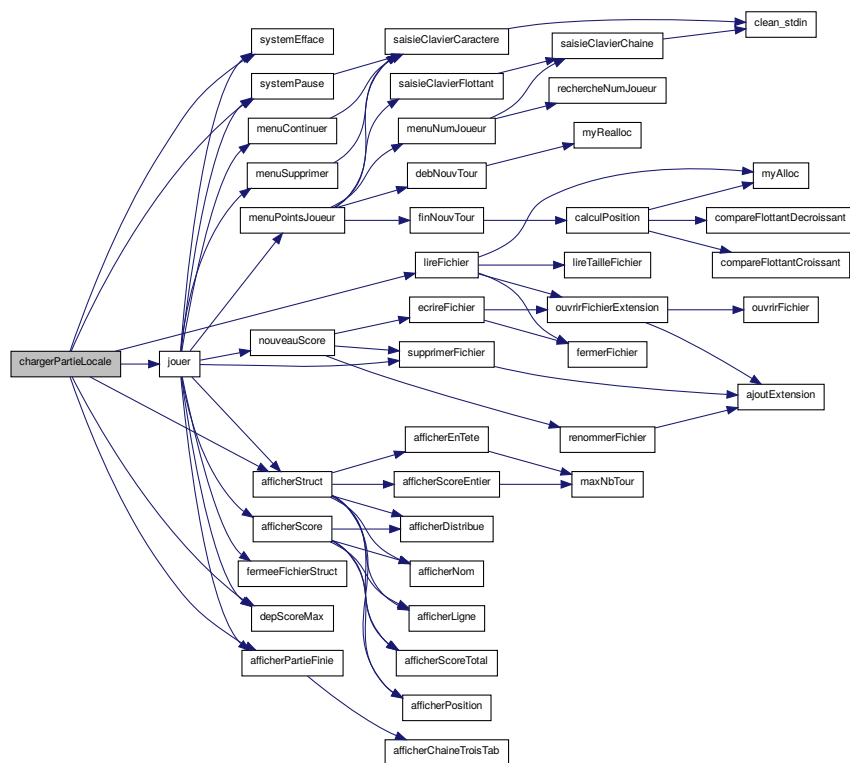 clean_stdin
systemEfface
saisieClavierCaractere
saisieClavierChaine
systemPause
saisieClavierFlottant
rechercheNumJoueur
menuContinuer
menuNumJoueur
myRealloc
menuSupprimer
debNouvTour
myAlloc
menuPointsJoueur
finNouvTour
calculPosition
compareFlottantDecroissant
lireFichier
lireTailleFichier
compareFlottantCroissant
ecrireFichier
ouvrirFichierExtension
ouvrirFichier
nouveauScore
supprimerFichier
fermerFichier
chargerPartieLocale
jouer
ajoutExtension
afficherEnTete
renommerFichier
afficherStruct
afficherScoreEntier
maxNbTour
afficherScore
afficherDistribue
fermeeFichierStruct
afficherNom
depScoreMax
afficherLigne
afficherPartieFinie
afficherScoreTotal
afficherPosition
afficherChaineTroisTab